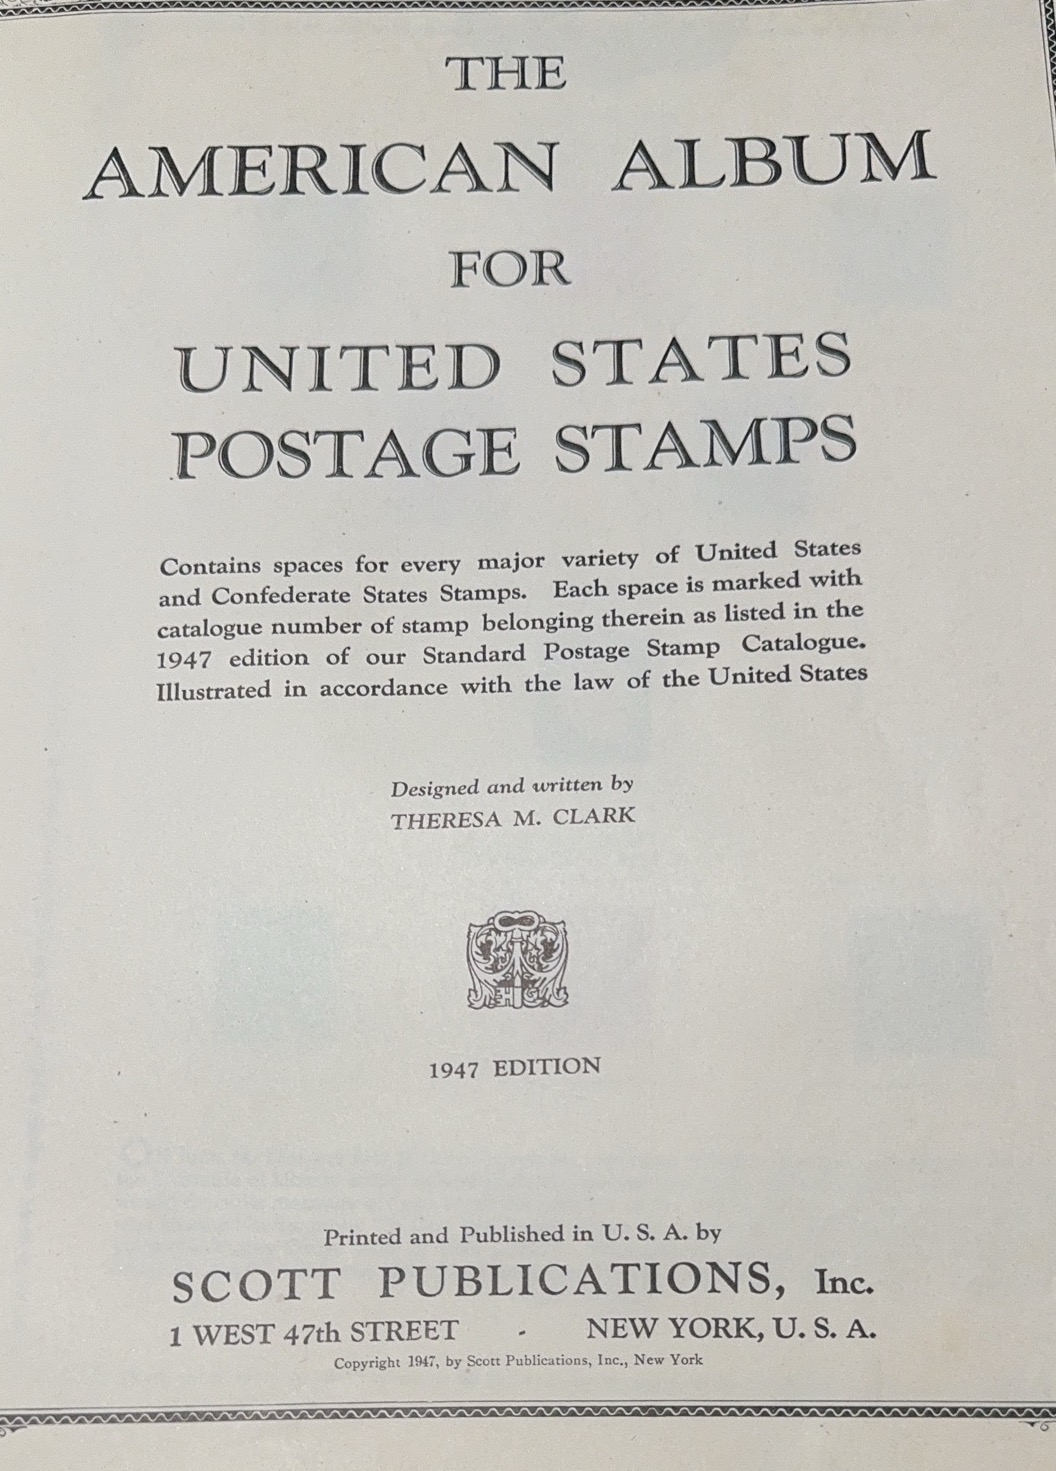 THE
AMERICAN ALBUM
FOR
UNITED STATES
POSTAGE STAMPS
Contains spaces for every major variety of United States
and Confederate States Stamps. Each space is marked with
catalogue number of stamp belonging therein as listed in the
1947 edition of our Standard Postage Stamp Catalogue.
Illustrated in accordance with the law of the United States
Designed and written by
THERESA M. CLARK
1947 EDITION
Printed and Published in U. S. A. by
SCOTT PUBLICATIONS, Inc.
1 WEST 47th STREET - NEW YORK, U. S. A.
Copyright 1947, by Scott Publications, Inc., New York